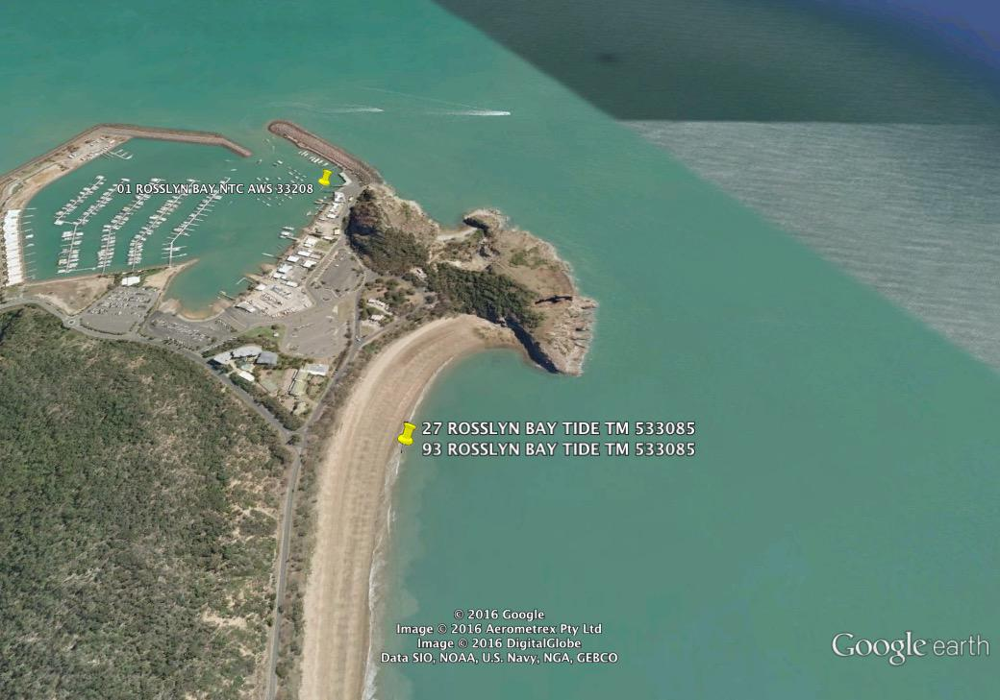 01 ROSSLYN BAY NTC AWS 33208
27 ROSSLYN BAY TIDE TM 533085
93 ROSSLYN BAY TIDE TM 533085
© 2016 Google
Image © 2016 Aerometrex Pty Ltd
Image © 2016 DigitalGlobe
Data SIO, NOAA, U.S. Navy, NGA, GEBCO
Google earth